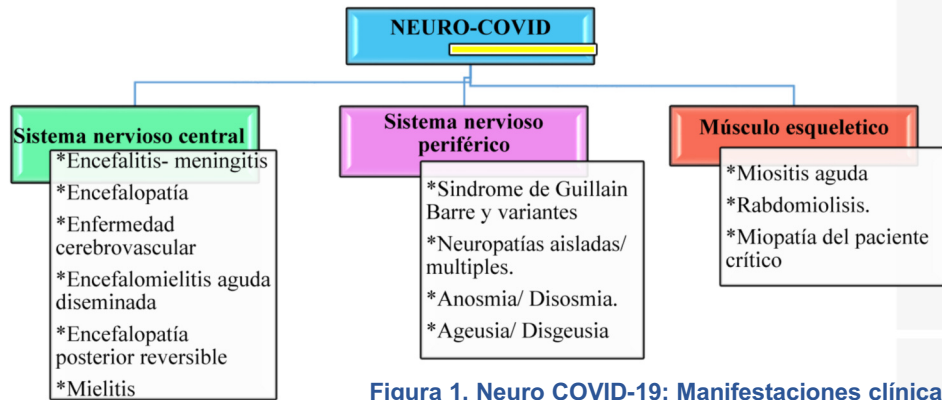 NEURO-COVID
Sistema nervioso central
*Encefalitis- meningitis
*Encefalopatía
*Enfermedad
cerebrovascular
*Encefalomielitis aguda
diseminada
*Encefalopatía
posterior reversible
*Mielitis
Sistema nervioso
periférico
*Sindrome de Guillain
Barre y variantes
*Neuropatías aisladas/
multiples.
*Anosmia/ Disosmia.
*Ageusia/ Disgeusia
Músculo esqueletico
*Miositis aguda
*Rabdomiolisis.
*Miopatía del paciente
crítico
Figura 1. Neuro COVID-19: Manifestaciones clínica